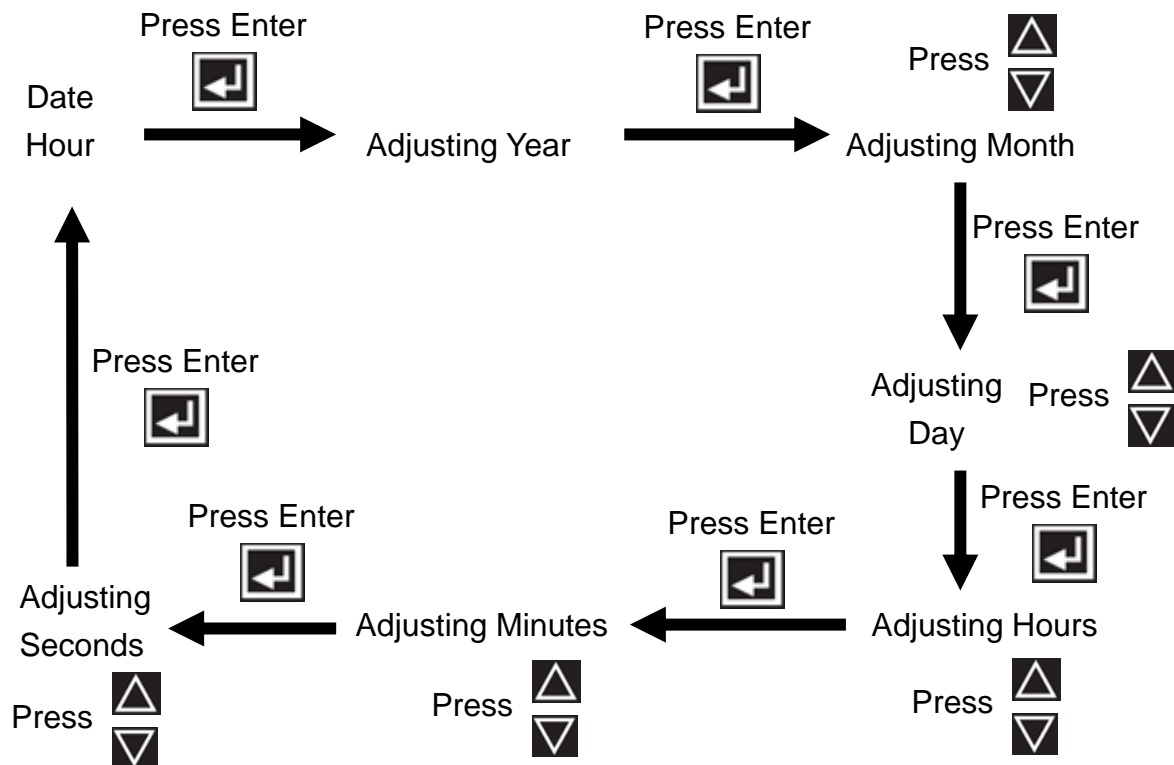 Press Enter
Press Enter
Press
Date
Hour
Adjusting Year
Adjusting Month
Press Enter
Press Enter
Adjusting
Day
Press
Press Enter
Press Enter
Press Enter
Adjusting
Seconds
Adjusting Minutes
Adjusting Hours
Press
Press
Press